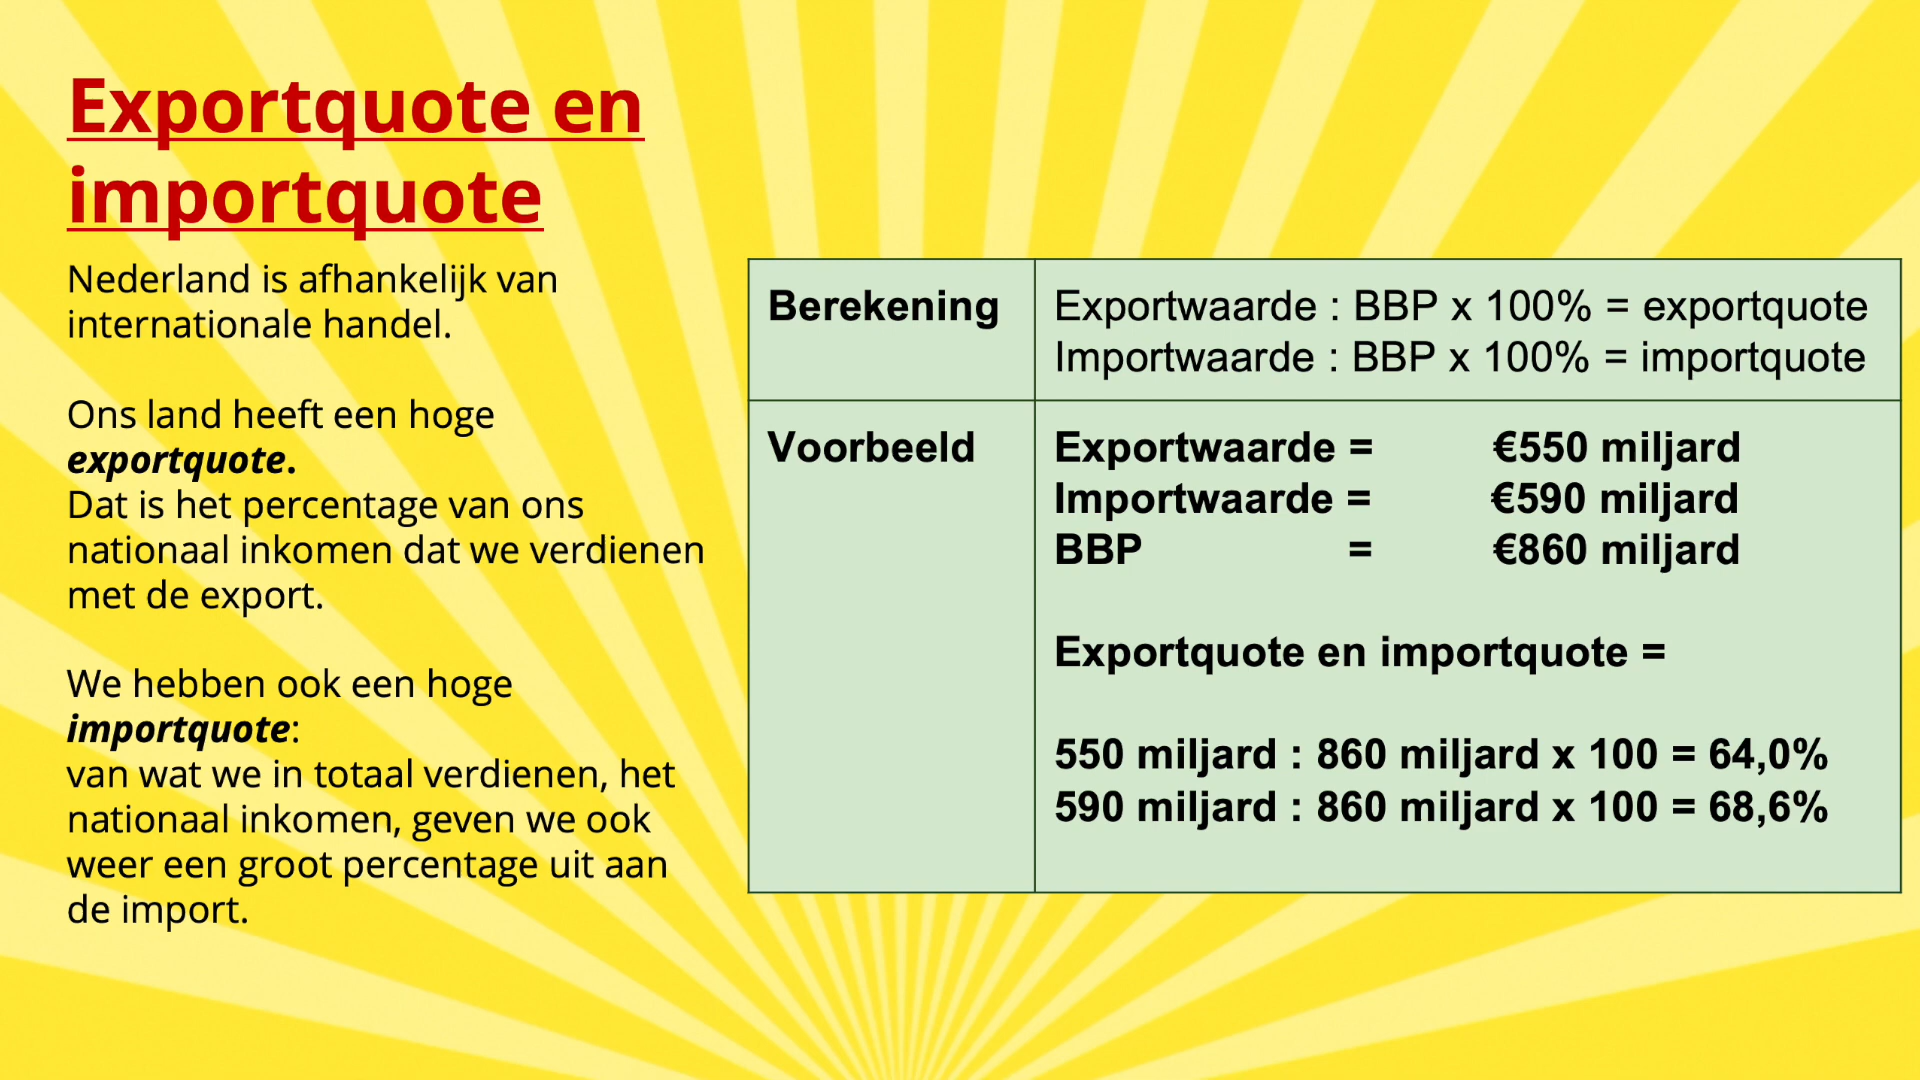 Exportquote en
importquote
Nederland is afhankelijk van
internationale handel.
Ons land heeft een hoge
exportquote.
Dat is het percentage van ons
nationaal inkomen dat we verdienen
met de export.
We hebben ook een hoge
importquote:
van wat we in totaal verdienen, het
nationaal inkomen, geven we ook
weer een groot percentage uit aan
de import.
Berekening
Exportwaarde : BBP x 100% = exportquote
Importwaarde : BBP x 100% = importquote
Voorbeeld
Exportwaarde = €550 miljard
Importwaarde = €590 miljard
BBP = €860 miljard
Exportquote en importquote =
550 miljard : 860 miljard x 100 = 64,0%
590 miljard : 860 miljard x 100 = 68,6%